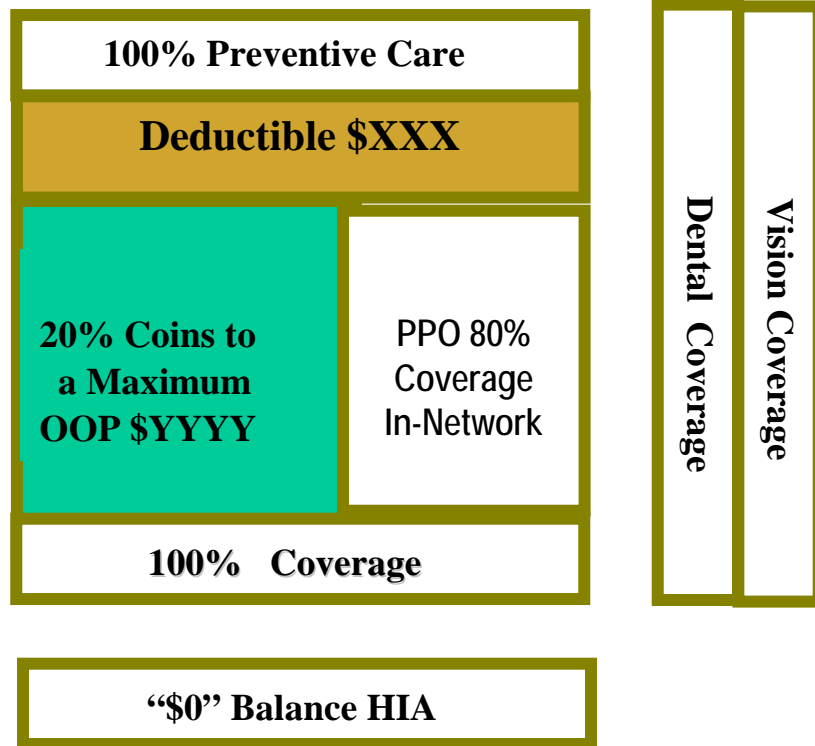 100% Preventive Care
Deductible $XXX
20% Coins to
a Maximum
OOP $YYYY
PPO 80%
Coverage
In-Network
100% Coverage
“$0” Balance HIA
Dental Coverage
Vision Coverage